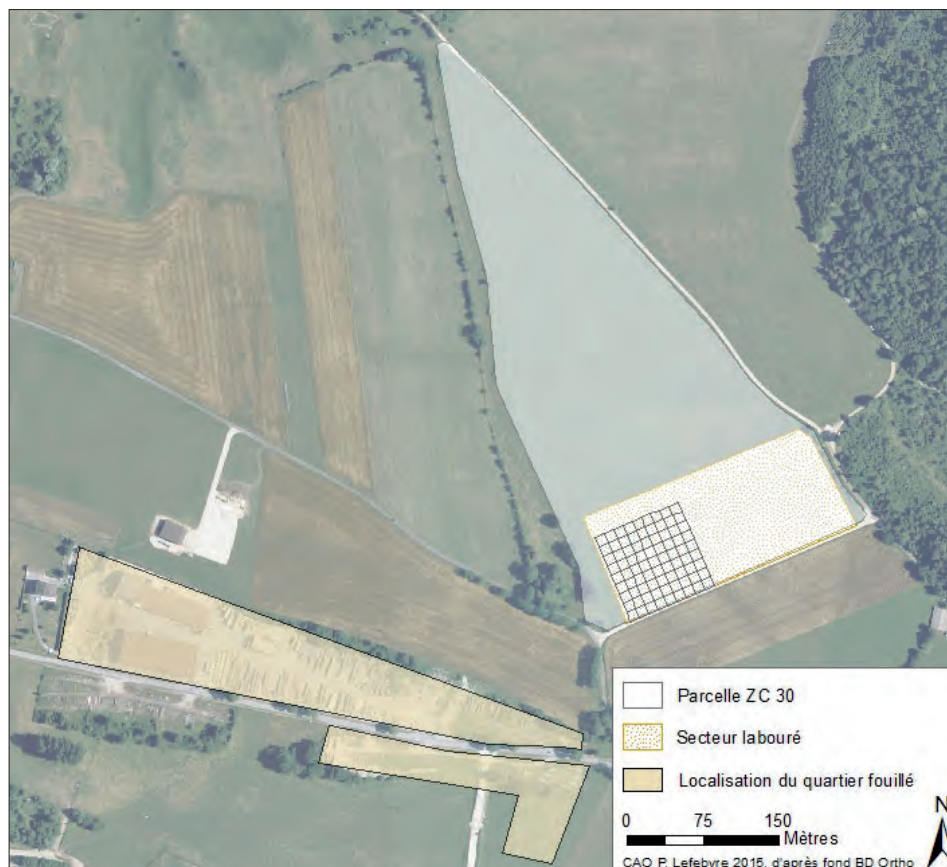 Parcelle ZC 30
Secteur labouré
Localisation du quartier fouillé
0 75 150
Mètres
N
CAO P. Lefebvre 2015, d'après fond BD Ortho